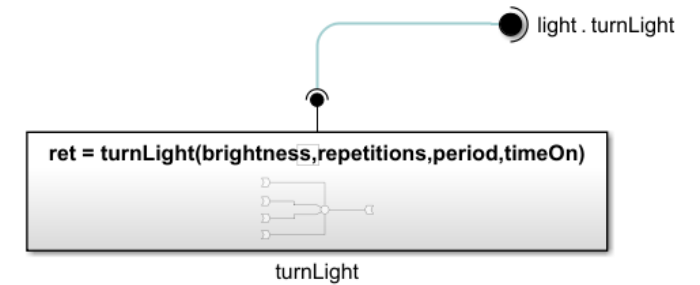 light . turnLight
ret = turnLight(brightness,repetitions,period,timeOn)
turnLight